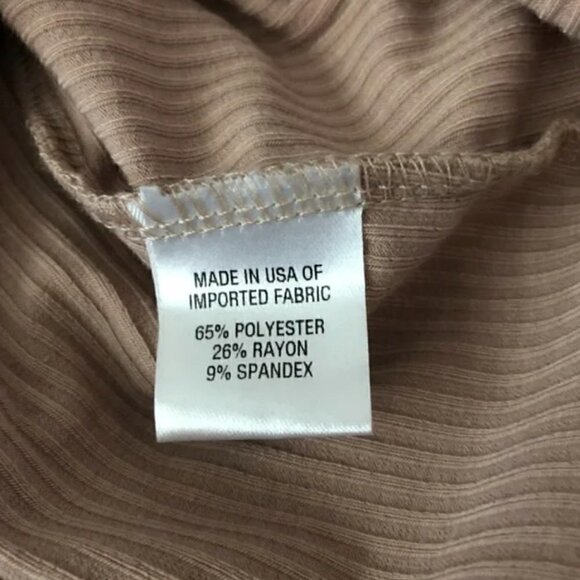 MADE IN USA OF
IMPORTED FABRIC
65% POLYESTER
26% RAYON
9% SPANDEX